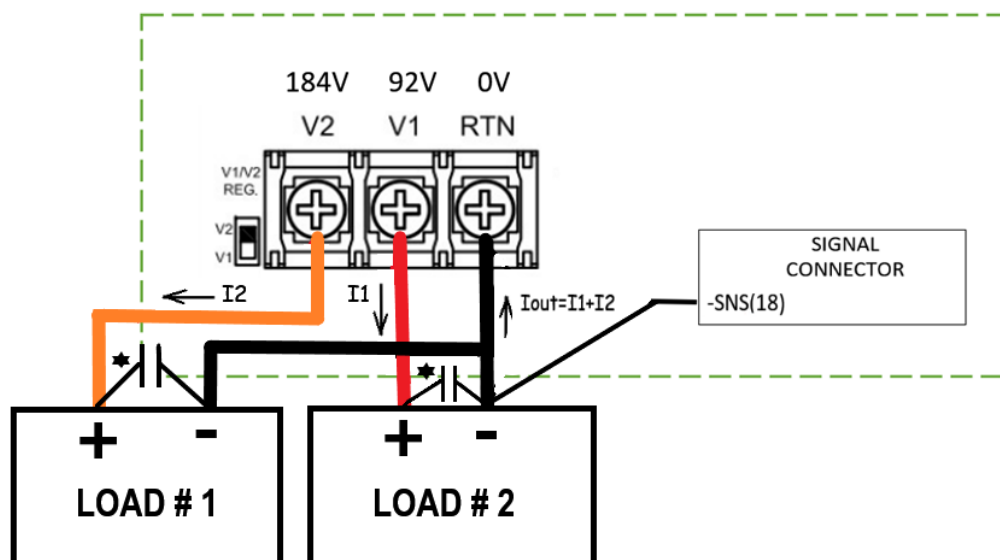 184V 92V 0V
V2 V1 RTN
V1/V2
REG.
V2
V1
SIGNAL
CONNECTOR
-SNS(18)
I2
I1
Iout=I1+I2
+ - + -
LOAD # 1
LOAD # 2